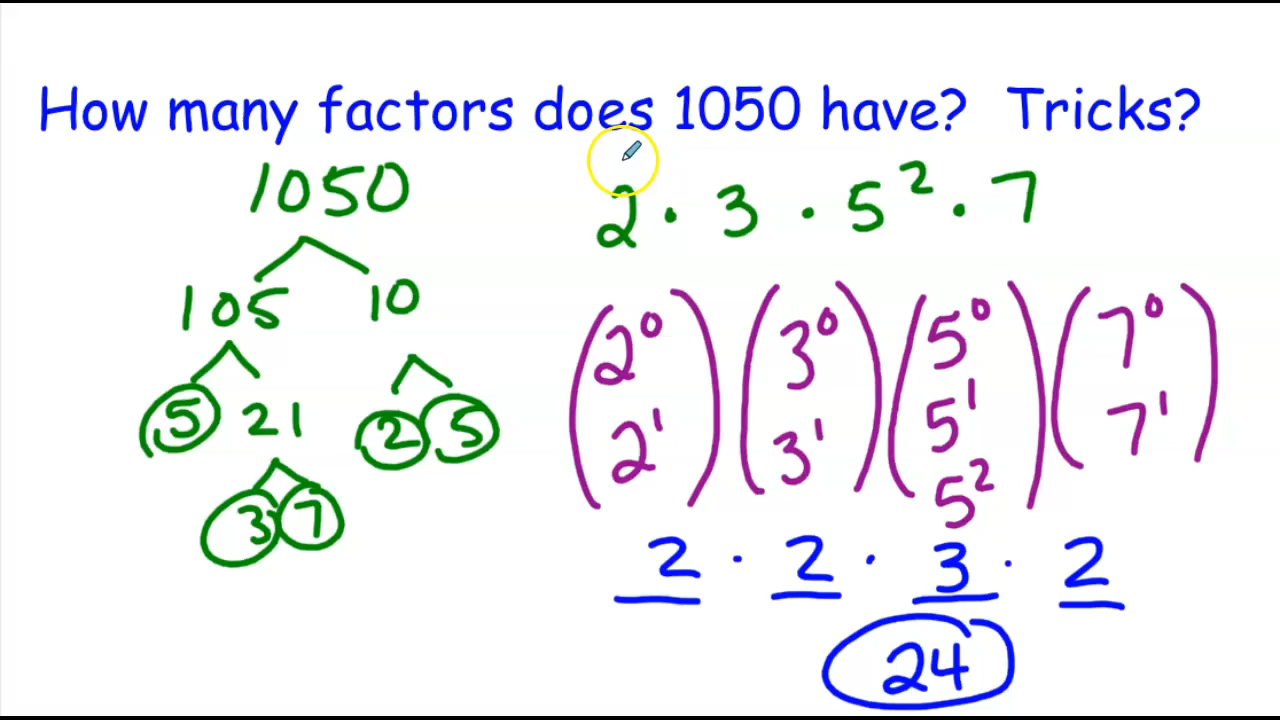 How many factors does 1050 have? Tricks?
1050
105 10
5 21 2 5
3 7
2 · 3 · 5² · 7
2⁰ 3⁰ 5⁰ 7⁰
2¹ 3¹ 5¹ 7¹
5²
2 · 2 · 3 · 2
24